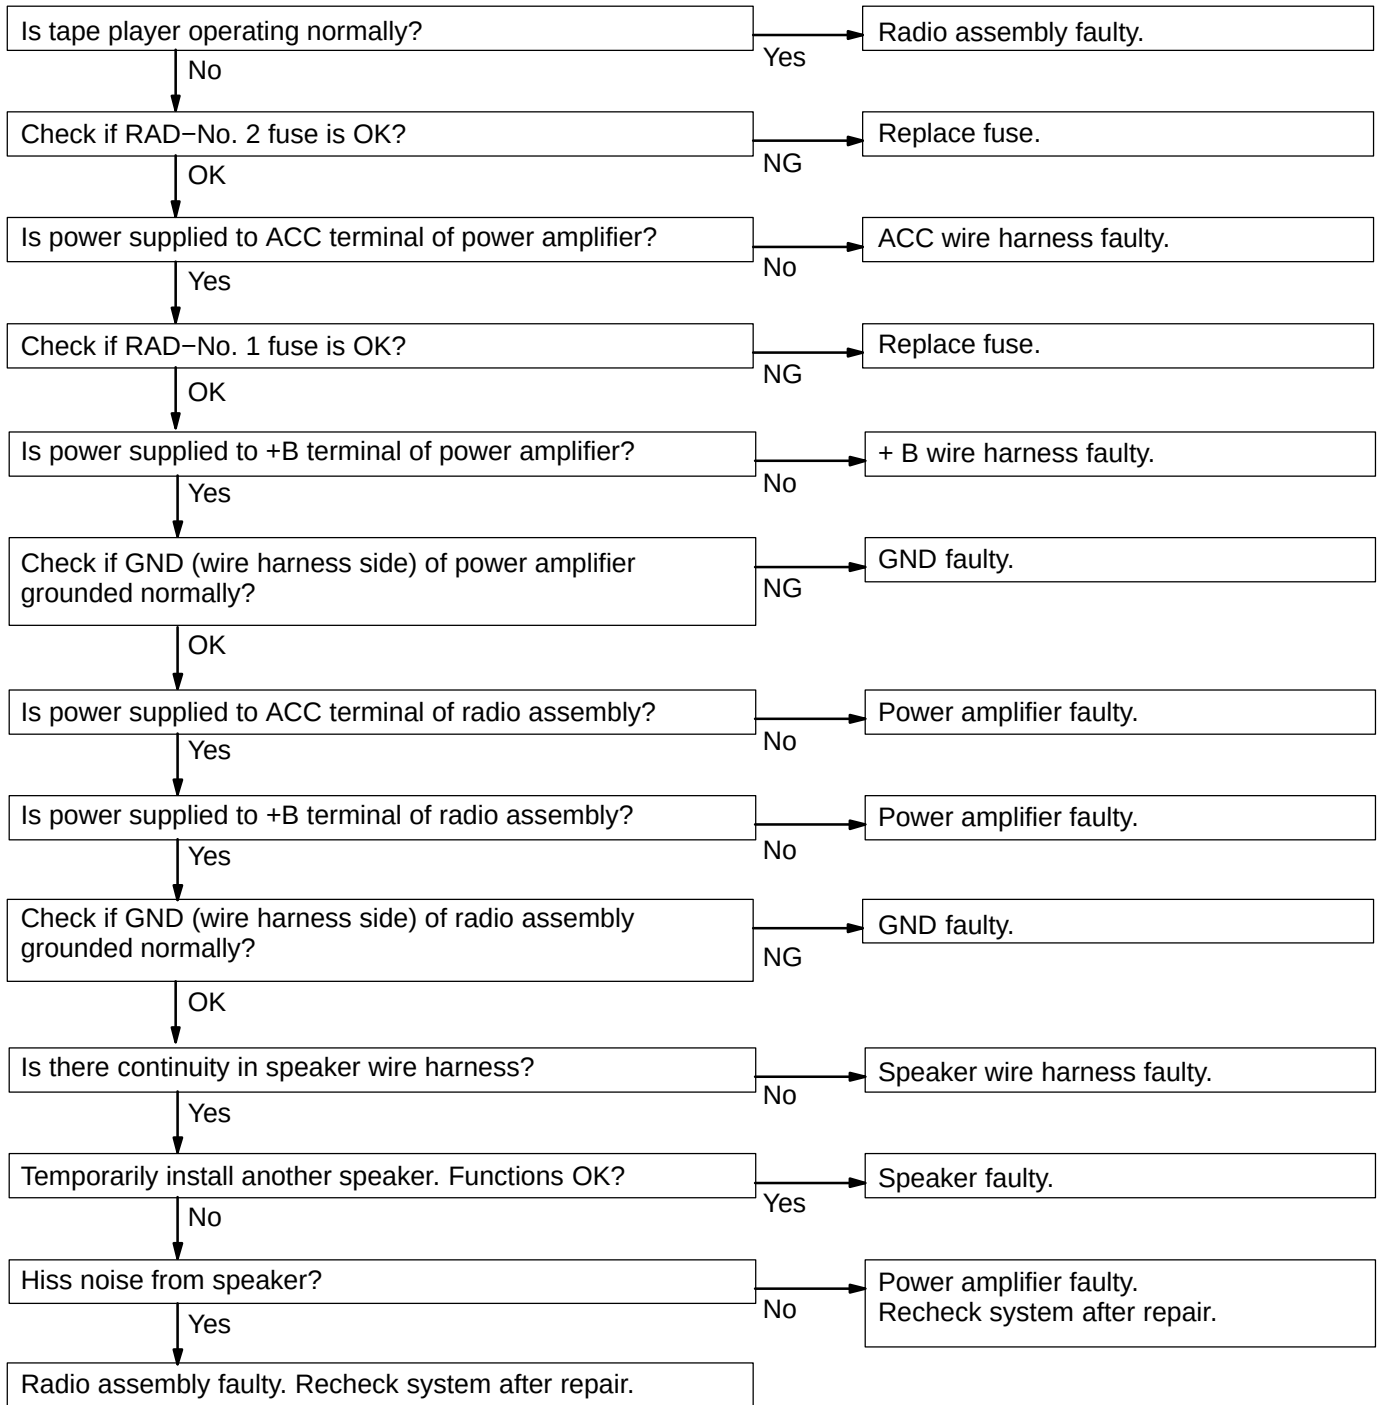 Is tape player operating normally?
Yes
Radio assembly faulty.
No
Check if RAD−No. 2 fuse is OK?
NG
Replace fuse.
OK
Is power supplied to ACC terminal of power amplifier?
No
ACC wire harness faulty.
Yes
Check if RAD−No. 1 fuse is OK?
NG
Replace fuse.
OK
Is power supplied to +B terminal of power amplifier?
No
+ B wire harness faulty.
Yes
Check if GND (wire harness side) of power amplifier
grounded normally?
NG
GND faulty.
OK
Is power supplied to ACC terminal of radio assembly?
No
Power amplifier faulty.
Yes
Is power supplied to +B terminal of radio assembly?
No
Power amplifier faulty.
Yes
Check if GND (wire harness side) of radio assembly
grounded normally?
NG
GND faulty.
OK
Is there continuity in speaker wire harness?
No
Speaker wire harness faulty.
Yes
Temporarily install another speaker. Functions OK?
Yes
Speaker faulty.
No
Hiss noise from speaker?
No
Power amplifier faulty.
Recheck system after repair.
Yes
Radio assembly faulty. Recheck system after repair.